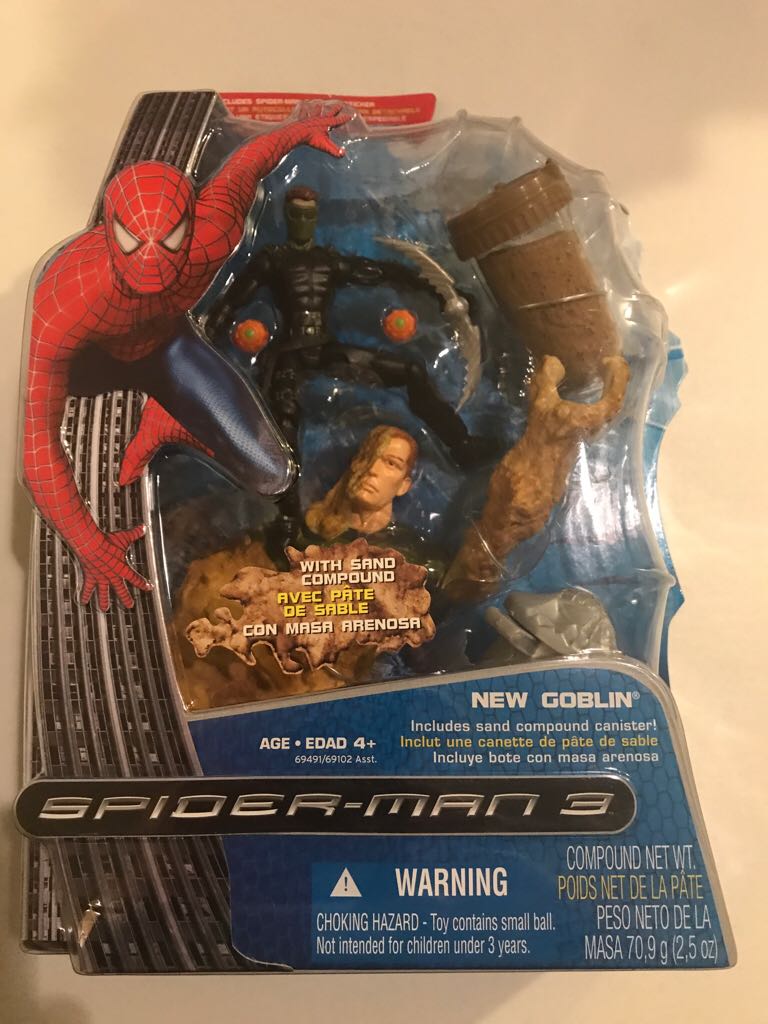 WITH SAND
COMPOUND
AVEC PÂTE
DE SABLE
CON MASA ARENOSA
NEW GOBLIN®
Includes sand compound canister!
AGE • EDAD 4+
Inclut une canette de pâte de sable
69491/69102 Asst.
Incluye bote con masa arenosa
SPIDER-MAN 3
WARNING
CHOKING HAZARD - Toy contains small ball.
Not intended for children under 3 years.
COMPOUND NET WT.
POIDS NET DE LA PÂTE
PESO NETO DE LA
MASA 70,9 g (2,5 oz)